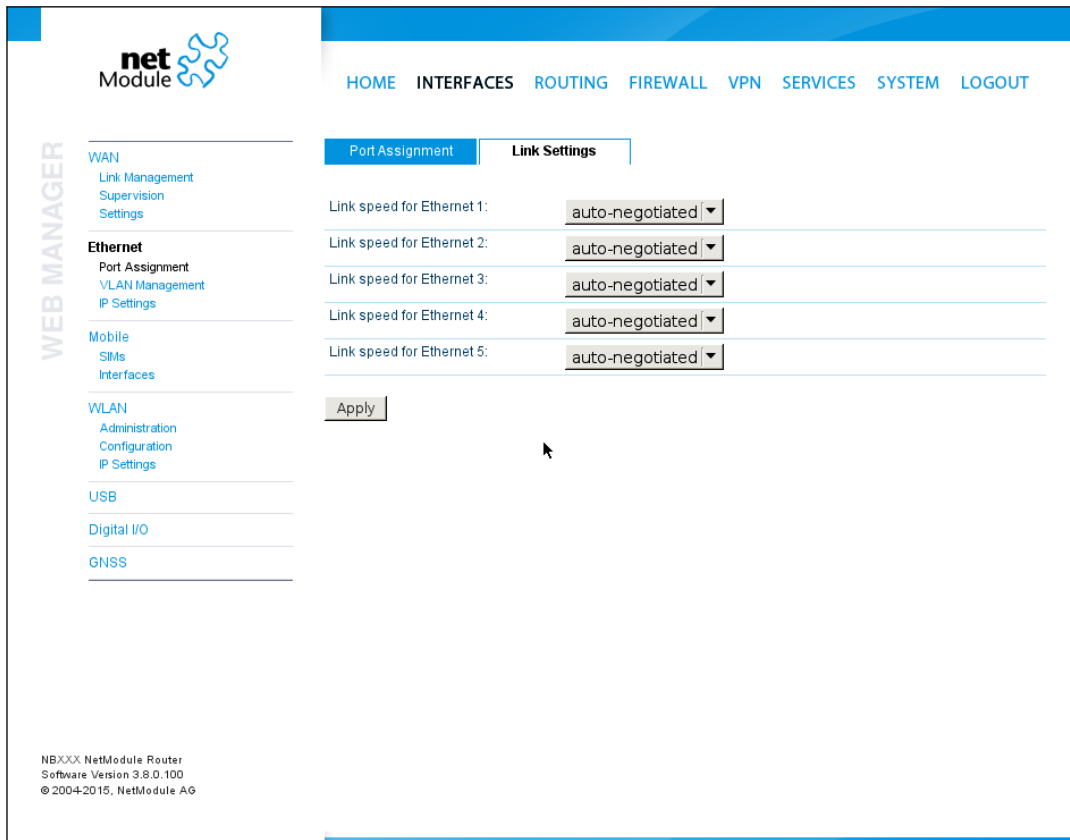 net
Module
HOME INTERFACES ROUTING FIREWALL VPN SERVICES SYSTEM LOGOUT
WEB MANAGER
WAN
Link Management
Supervision
Settings
Ethernet
Port Assignment
VLAN Management
IP Settings
Mobile
SIMs
Interfaces
WLAN
Administration
Configuration
IP Settings
USB
Digital I/O
GNSS
Port Assignment Link Settings
Link speed for Ethernet 1: auto-negotiated
Link speed for Ethernet 2: auto-negotiated
Link speed for Ethernet 3: auto-negotiated
Link speed for Ethernet 4: auto-negotiated
Link speed for Ethernet 5: auto-negotiated
Apply
NBXXX NetModule Router
Software Version 3.8.0.100
© 2004-2015, NetModule AG